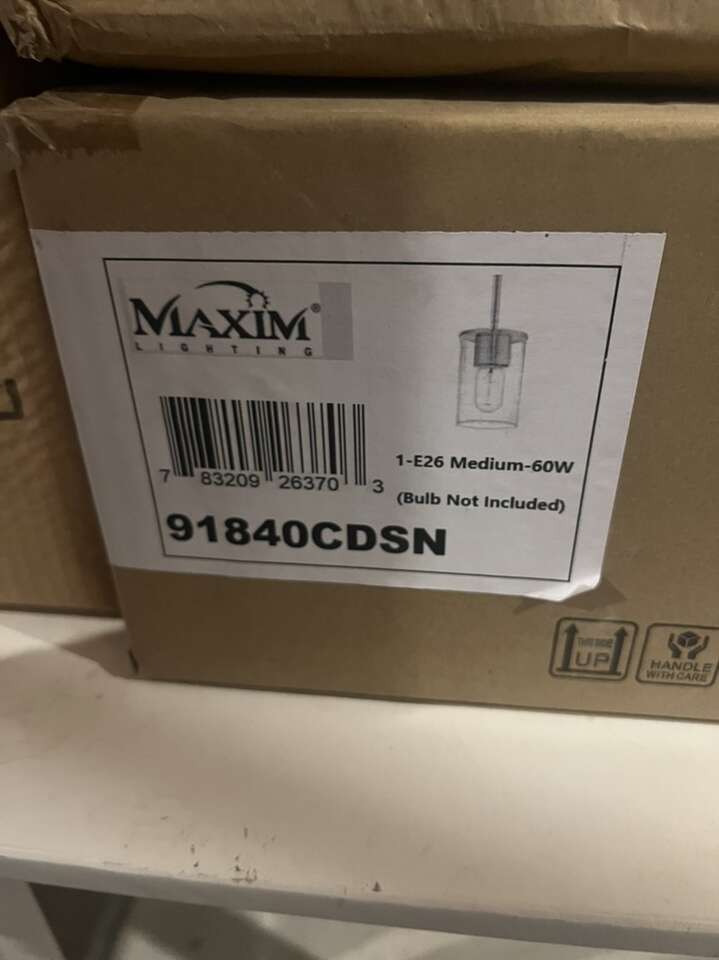 MAXIM®
LIGHTING
7 83209 26370 3
1-E26 Medium-60W
(Bulb Not Included)
91840CDSN
THIS SIDE
UP
HANDLE
WITH CARE